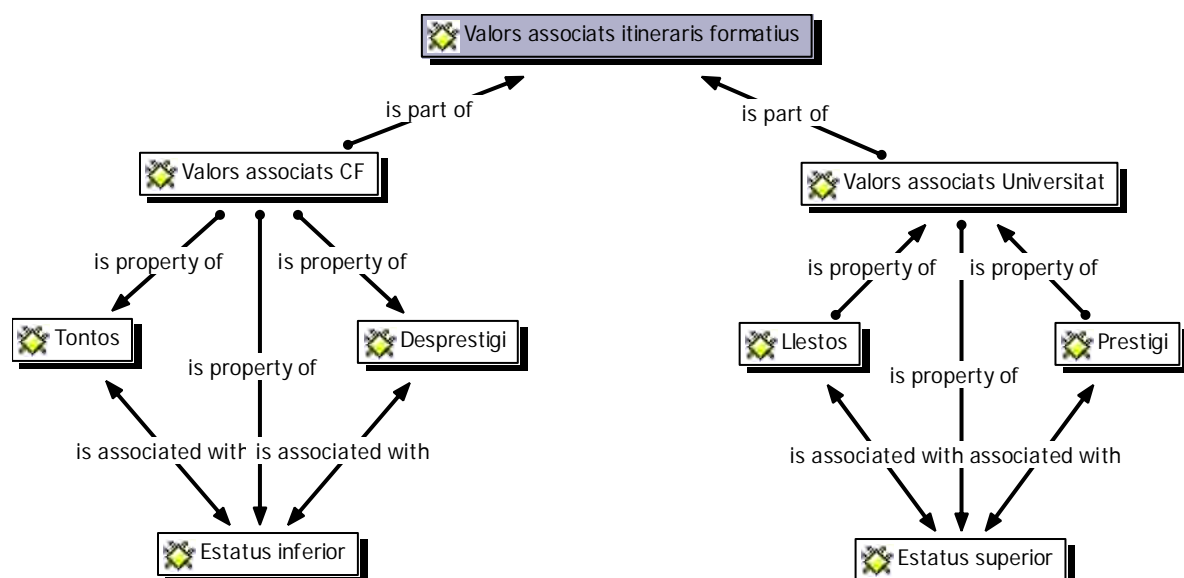 Valors associats itineraris formatius
is part of
is part of
Valors associats CF
Valors associats Universitat
is property of
is property of
is property of
is property of
Tontos
Desprestigi
Llestos
Prestigi
is property of
is property of
is associated with
is associated with
is associated with
associated with
Estatus inferior
Estatus superior